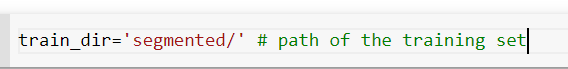 train_dir='segmented/' # path of the training set